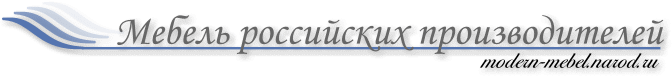 Мебель российских производителей
modern-mebel.narod.ru